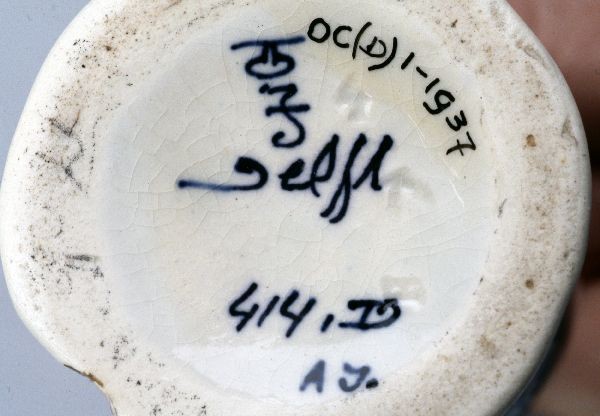 OC(D) 1-1937
Delft
414. D
A J.